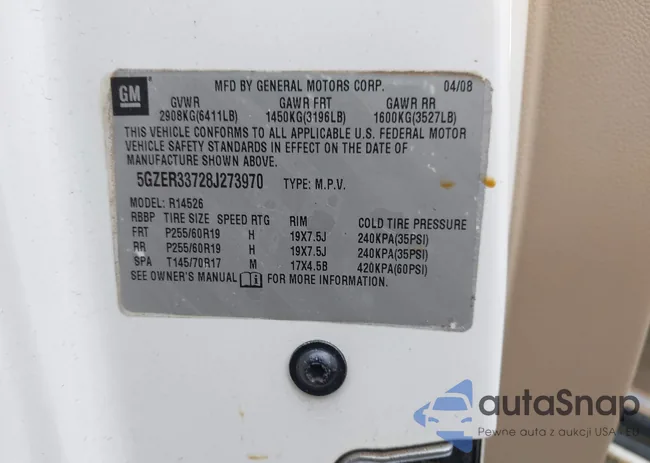 GM
MFD BY GENERAL MOTORS CORP. 04/08
GVWR GAWR FRT GAWR RR
2908KG(6411LB) 1450KG(3196LB) 1600KG(3527LB)
THIS VEHICLE CONFORMS TO ALL APPLICABLE U.S. FEDERAL MOTOR
VEHICLE SAFETY STANDARDS IN EFFECT ON THE DATE OF
MANUFACTURE SHOWN ABOVE.
5GZER33728J273970 TYPE: M.P.V.
MODEL: R14526
RBBP TIRE SIZE SPEED RTG RIM COLD TIRE PRESSURE
FRT P255/60R19 H 19X7.5J 240KPA(35PSI)
RR P255/60R19 H 19X7.5J 240KPA(35PSI)
SPA T145/70R17 M 17X4.5B 420KPA(60PSI)
SEE OWNER'S MANUAL FOR MORE INFORMATION.
autoSnap
Pewne auta z aukcji USA i EU